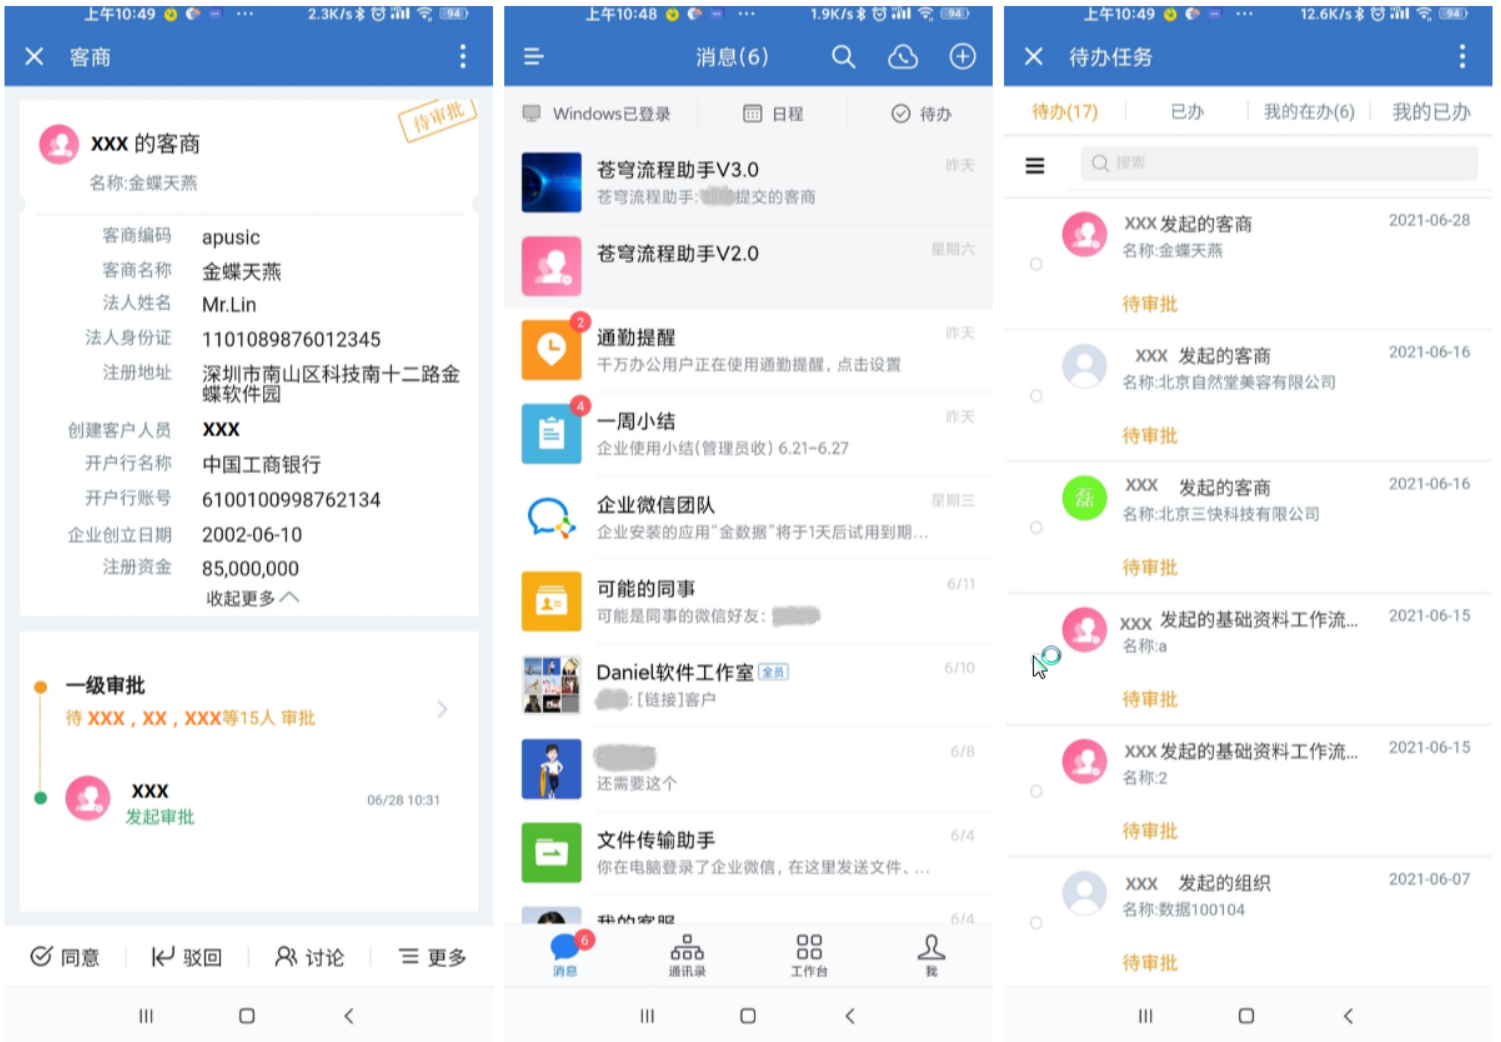 上午10:49
2.3K/s
94
客商
待审批
XXX 的客商
名称:金蝶天燕
客商编码 apusic
客商名称 金蝶天燕
法人姓名 Mr.Lin
法人身份证 1101089876012345
注册地址 深圳市南山区科技南十二路金
蝶软件园
创建客户人员 XXX
开户行名称 中国工商银行
开户行账号 6100100998762134
企业创立日期 2002-06-10
注册资金 85,000,000
收起更多
一级审批
待 XXX , XX , XXX等15人 审批
XXX
发起审批
06/28 10:31
同意
驳回
讨论
更多
上午10:48
1.9K/s
94
消息(6)
Windows已登录
日程
待办
苍穹流程助手V3.0
昨天
苍穹流程助手: 提交的客商
苍穹流程助手V2.0
星期六
2
通勤提醒
昨天
千万办公用户正在使用通勤提醒，点击设置
4
一周小结
昨天
企业使用小结(管理员收) 6.21-6.27
企业微信团队
星期三
企业安装的应用“金数据”将于1天后试用到期...
可能的同事
6/11
可能是同事的微信好友:
Daniel软件工作室 全员
6/10
: [链接]客户
6/8
还需要这个
文件传输助手
6/4
你在电脑登录了企业微信，在这里发送文件、...
我的客服
6/4
6
消息
通讯录
工作台
我
上午10:49
12.6K/s
94
待办任务
待办(17)
已办
我的在办(6)
我的已办
搜索
XXX 发起的客商
2021-06-28
名称:金蝶天燕
待审批
XXX 发起的客商
2021-06-16
名称:北京自然堂美容有限公司
待审批
磊
XXX 发起的客商
2021-06-16
名称:北京三快科技有限公司
待审批
XXX 发起的基础资料工作流...
2021-06-15
名称:a
待审批
XXX 发起的基础资料工作流...
2021-06-15
名称:2
待审批
XXX 发起的组织
2021-06-07
名称:数据100104
待审批